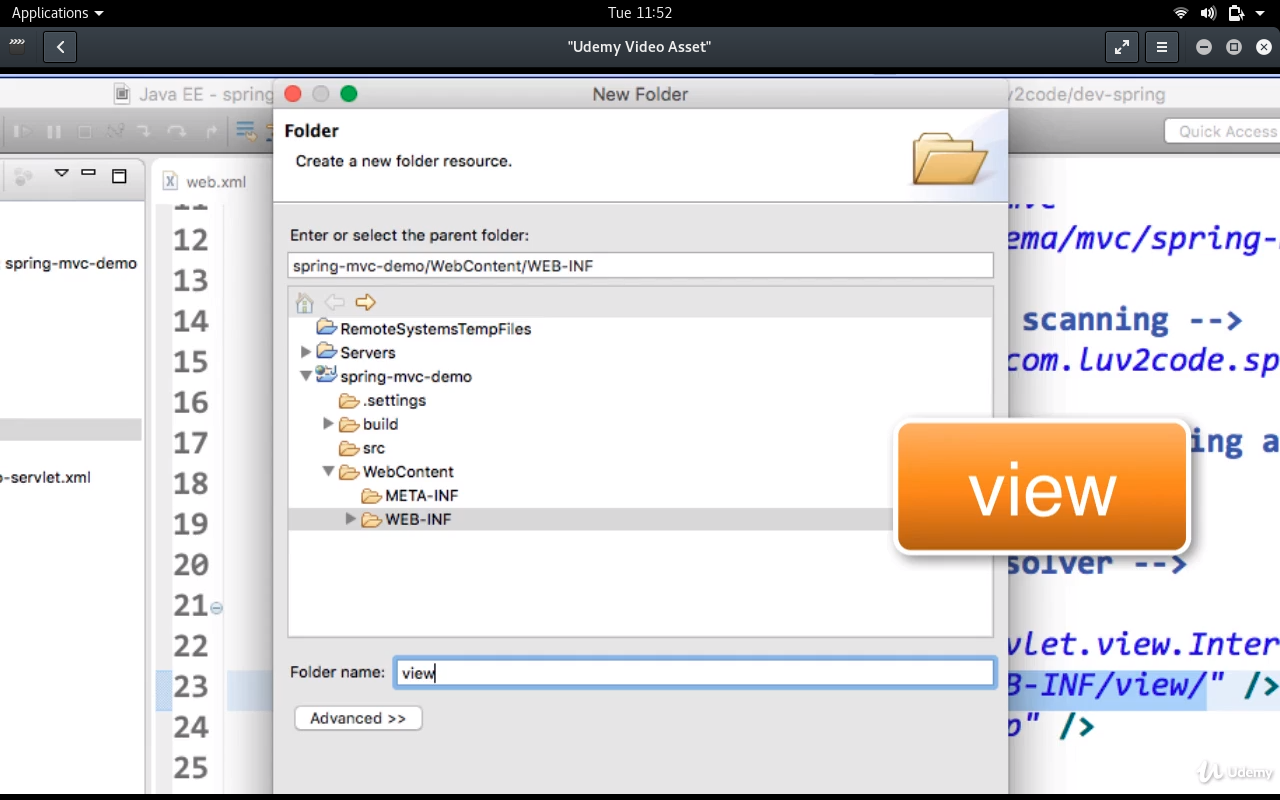 Applications
Tue 11:52
"Udemy Video Asset"
Java EE - spring
New Folder
v2code/dev-spring
Quick Access
Folder
Create a new folder resource.
web.xml
11
12
13
14
15
16
17
18
19
20
21
22
23
24
25
spring-mvc-demo
-servlet.xml
Enter or select the parent folder:
spring-mvc-demo/WebContent/WEB-INF
RemoteSystemsTempFiles
Servers
spring-mvc-demo
.settings
build
src
WebContent
META-INF
WEB-INF
Folder name: view
Advanced >>
ema/mvc/spring-
scanning -->
com.luv2code.sp
ing a
view
solver -->
vlet.view.Inter
B-INF/view/" />
p" />
Udemy